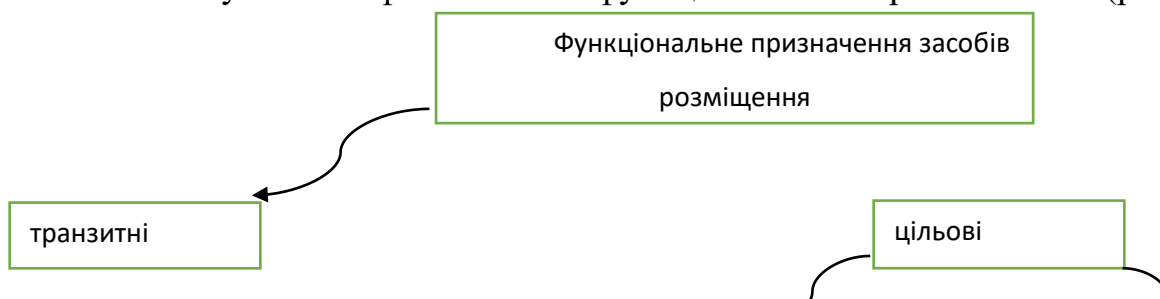 Функціональне призначення засобів
розміщення
транзитні
цільові